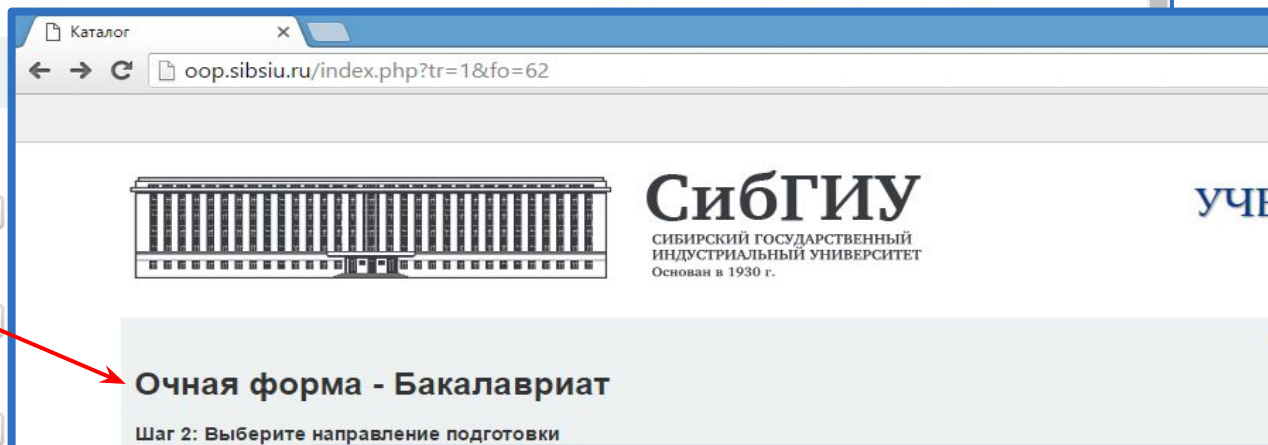 Каталог
oop.sibsiu.ru/index.php?tr=1&fo=62
СибГИУ
СИБИРСКИЙ ГОСУДАРСТВЕННЫЙ
ИНДУСТРИАЛЬНЫЙ УНИВЕРСИТЕТ
Основан в 1930 г.
Очная форма - Бакалавриат
Шаг 2: Выберите направление подготовки